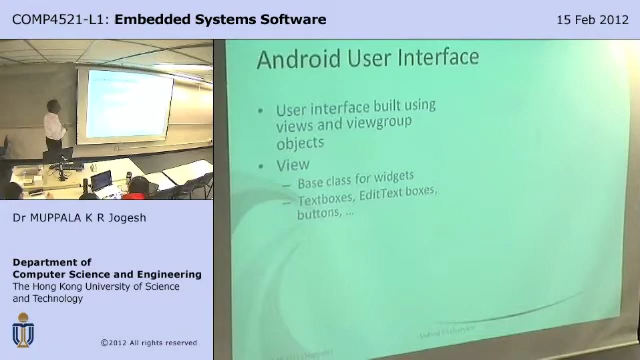 COMP4521-L1: Embedded Systems Software
15 Feb 2012
Android User Interface
• User interface built using
views and viewgroup
objects
• View
– Base class for widgets
– Textboxes, EditText boxes,
buttons, ...
Dr MUPPALA K R Jogesh
Department of
Computer Science and Engineering
The Hong Kong University of Science
and Technology
©2012 All rights reserved